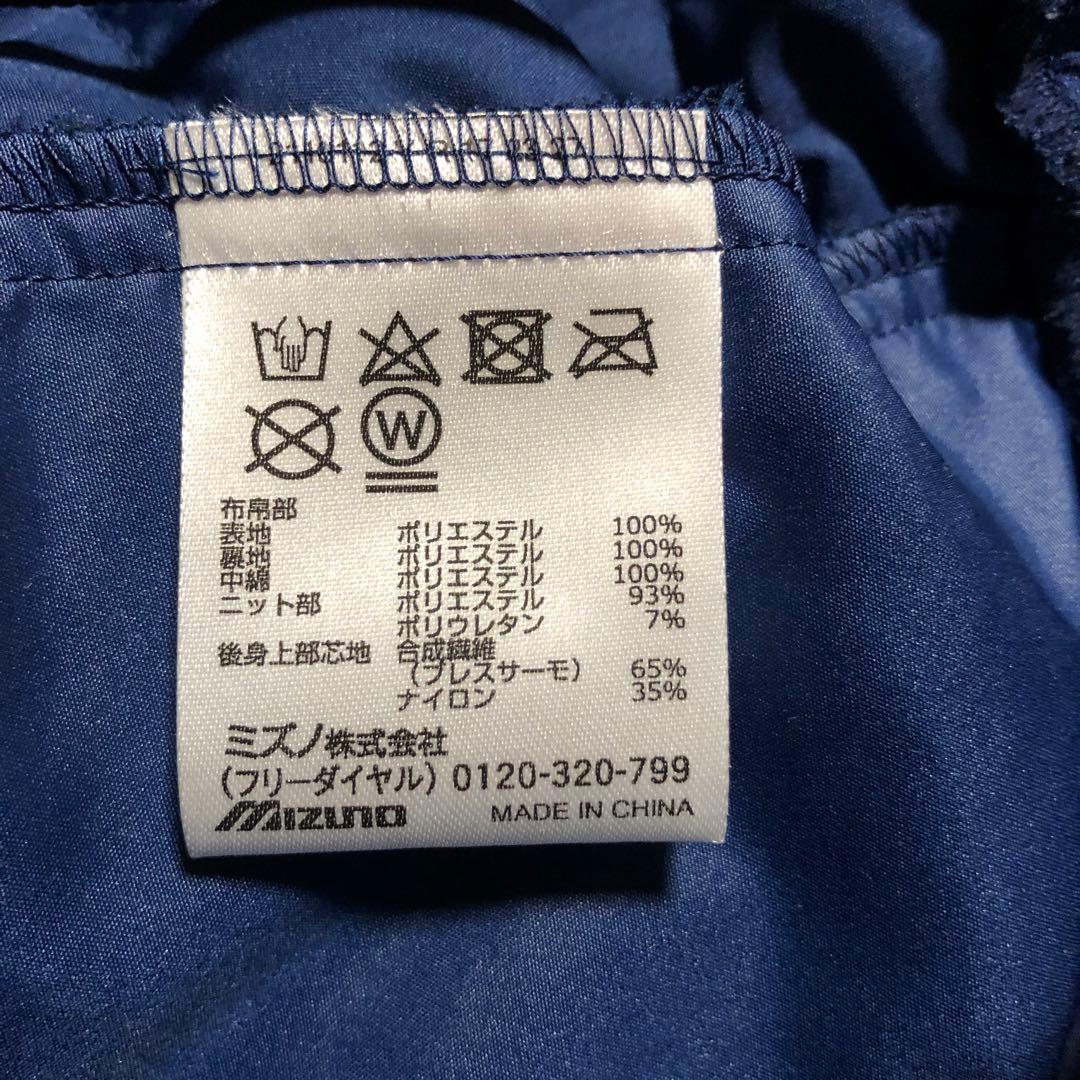 W
布帛部
表地 ポリエステル 100%
裏地 ポリエステル 100%
中綿 ポリエステル 100%
ニット部 ポリエステル 93%
ポリウレタン 7%
後身上部芯地 合成繊維
(ブレスサーモ) 65%
ナイロン 35%
ミズノ株式会社
(フリーダイヤル) 0120-320-799
Mizuno MADE IN CHINA